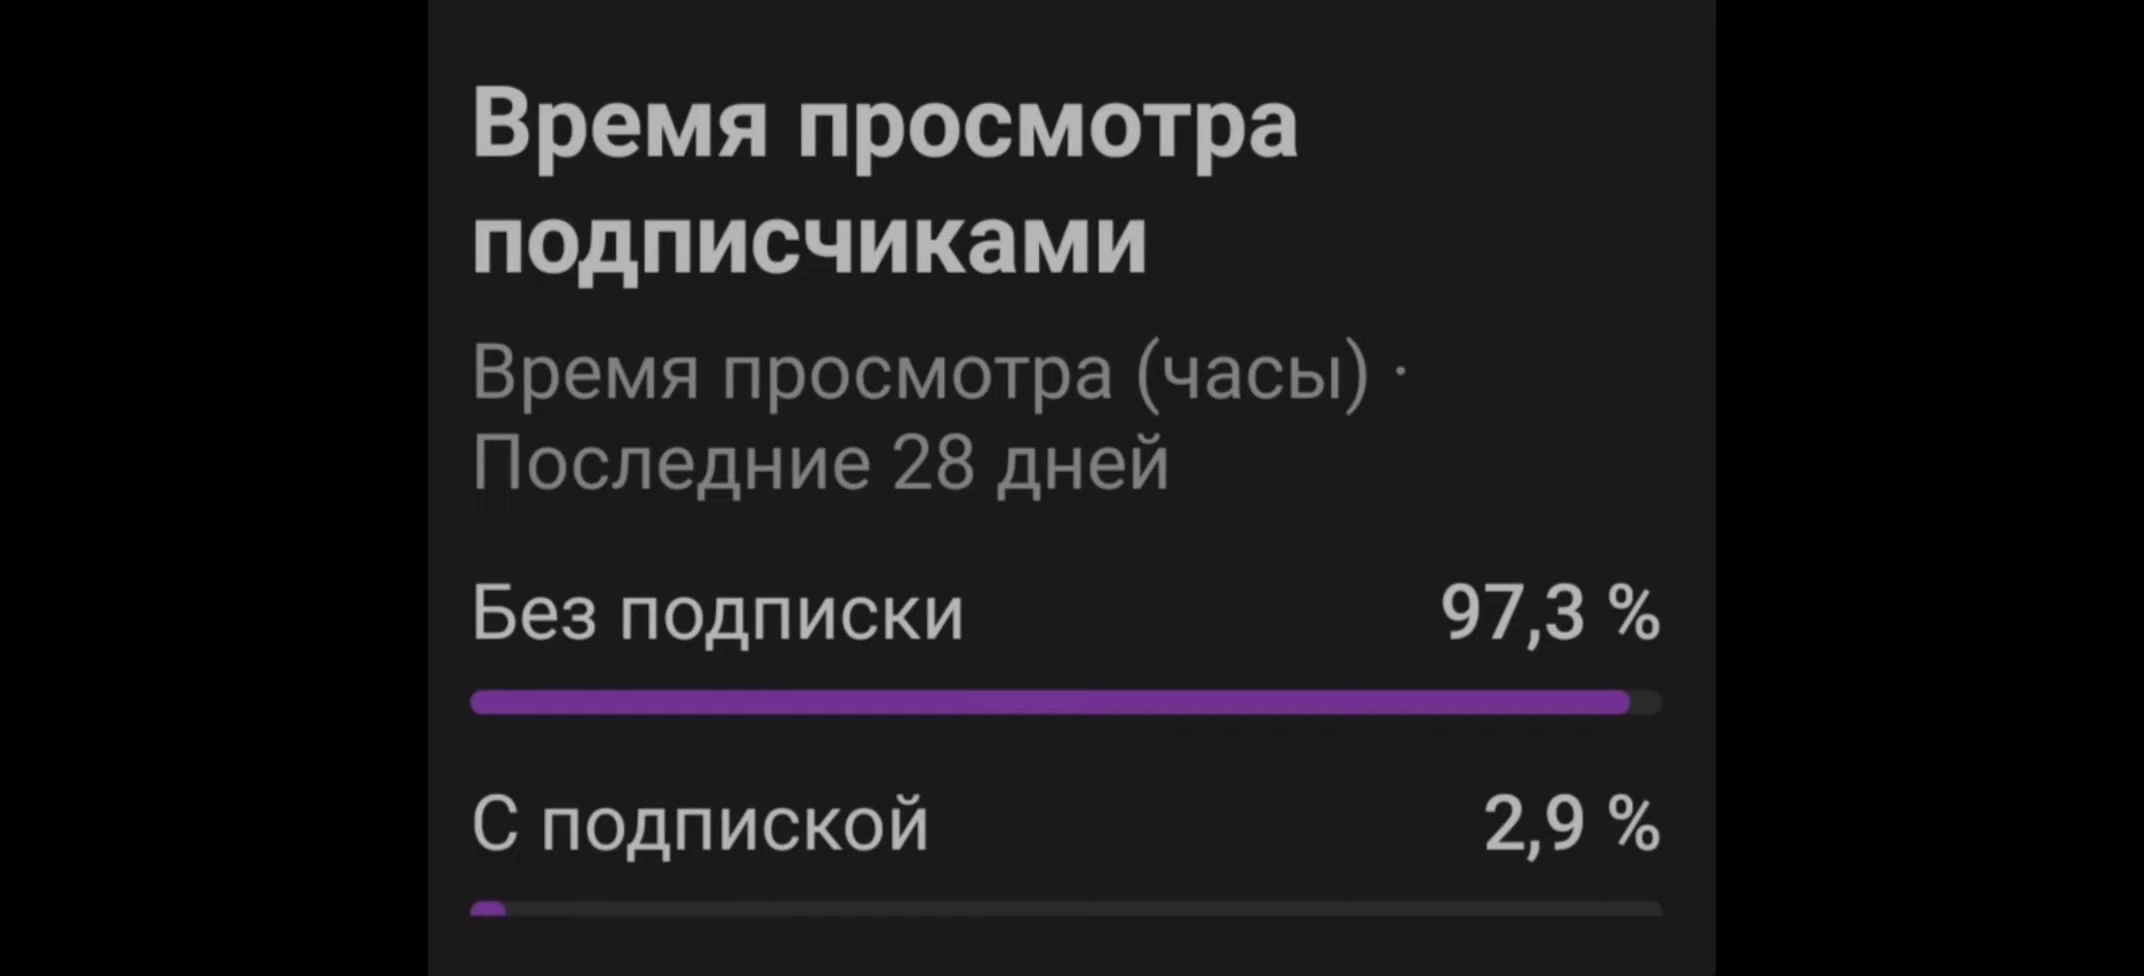 Время просмотра
подписчиками
Время просмотра (часы) ·
Последние 28 дней
Без подписки 97,3 %
С подпиской 2,9 %